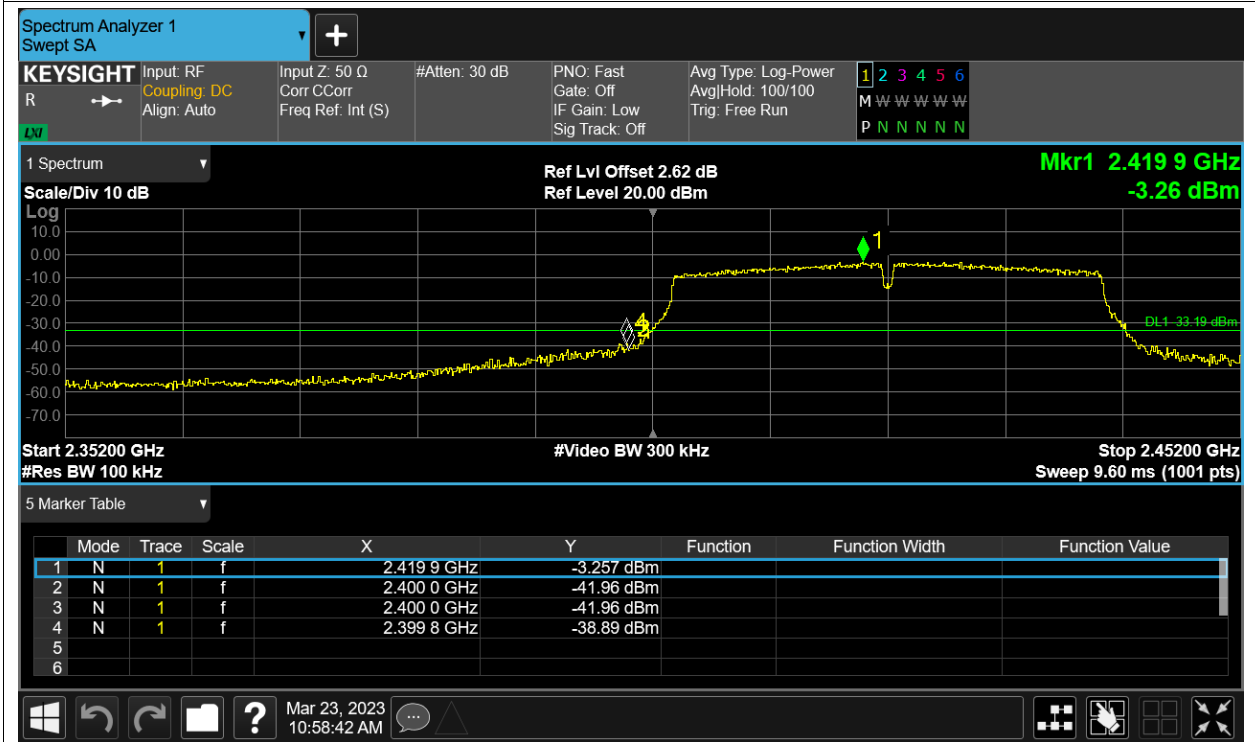 Spectrum Analyzer 1
Swept SA
+
KEYSIGHT Input: RF Input Z: 50 Ω #Atten: 30 dB PNO: Fast Avg Type: Log-Power 1 2 3 4 5 6
R Coupling: DC Corr CCorr Gate: Off Avg|Hold: 100/100 M W W W W W
Align: Auto Freq Ref: Int (S) IF Gain: Low Trig: Free Run
LXI Sig Track: Off P N N N N N
1 Spectrum Ref Lvl Offset 2.62 dB Mkr1 2.419 9 GHz
Scale/Div 10 dB Ref Level 20.00 dBm -3.26 dBm
Log
10.0
0.00
-10.0
-20.0
-30.0
-40.0
-50.0
-60.0
-70.0
1
4
DL1 -33.19 dBm
Start 2.35200 GHz #Video BW 300 kHz Stop 2.45200 GHz
#Res BW 100 kHz Sweep 9.60 ms (1001 pts)
5 Marker Table
Mode Trace Scale X Y Function Function Width Function Value
1 N 1 f 2.419 9 GHz -3.257 dBm
2 N 1 f 2.400 0 GHz -41.96 dBm
3 N 1 f 2.400 0 GHz -41.96 dBm
4 N 1 f 2.399 8 GHz -38.89 dBm
5
6
? Mar 23, 2023
10:58:42 AM